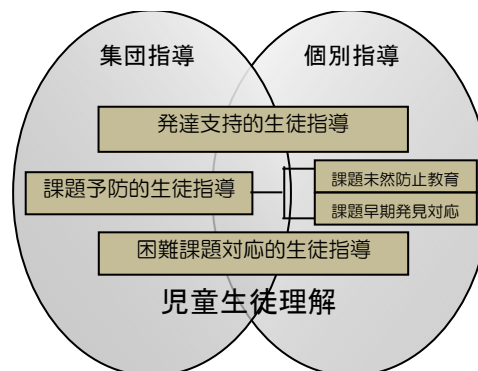 集団指導
個別指導
発達支持的生徒指導
課題予防的生徒指導
課題未然防止教育
課題早期発見対応
困難課題対応的生徒指導
児童生徒理解